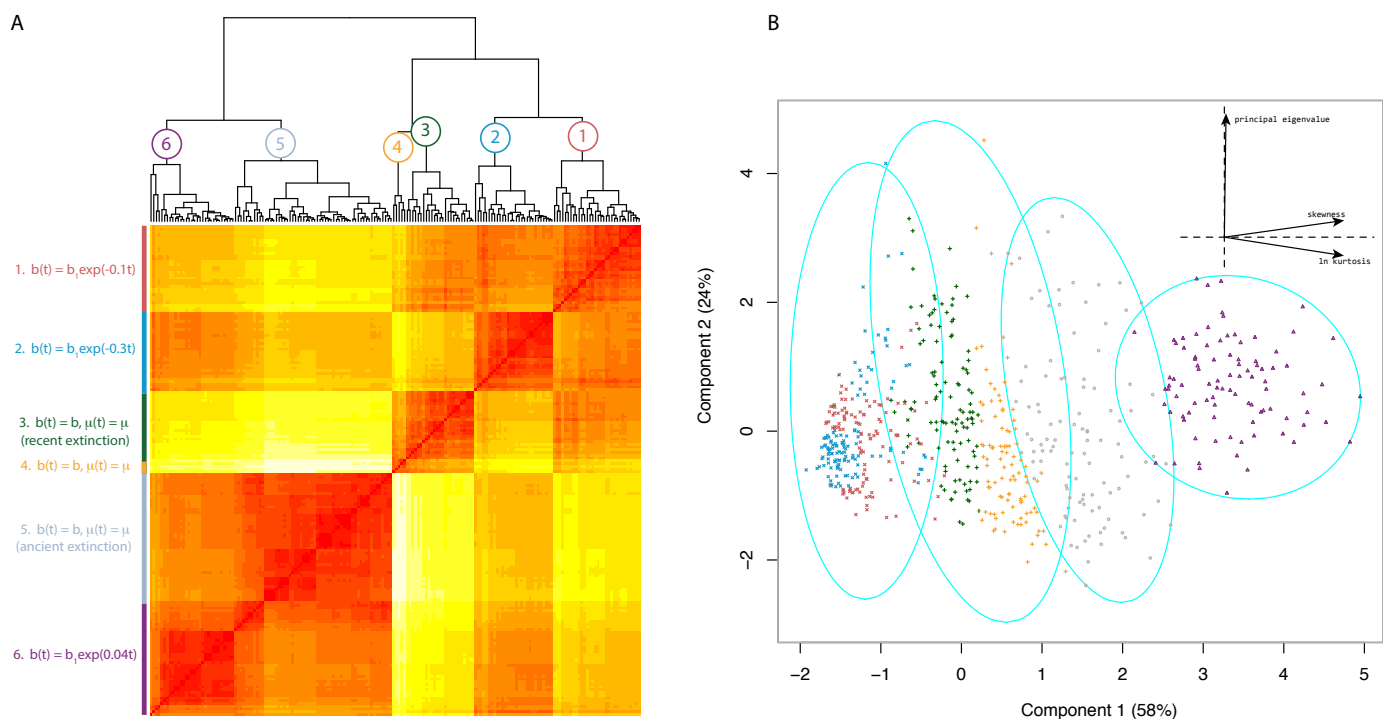 A
6
5
4
3
2
1
1. b(t) = b₁exp(-0.1t)
2. b(t) = b₁exp(-0.3t)
3. b(t) = b, μ(t) = μ
(recent extinction)
4. b(t) = b, μ(t) = μ
5. b(t) = b, μ(t) = μ
(ancient extinction)
6. b(t) = b₁exp(0.04t)
B
principal eigenvalue
skewness
ln kurtosis
Component 2 (24%)
4
2
0
−2
−2 −1 0 1 2 3 4 5
Component 1 (58%)